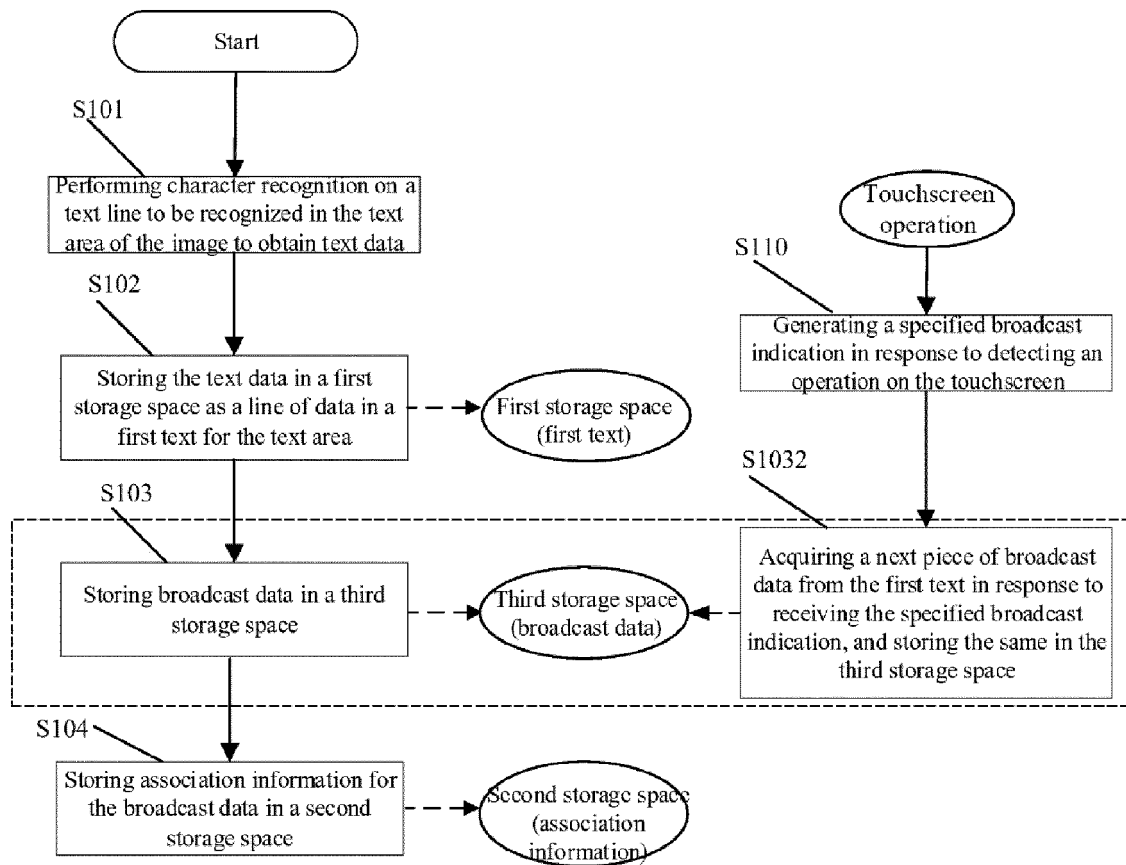 Start
S101
Performing character recognition on a
text line to be recognized in the text
area of the image to obtain text data
Touchscreen
operation
S110
S102
Generating a specified broadcast
indication in response to detecting an
operation on the touchscreen
Storing the text data in a first
storage space as a line of data in a
first text for the text area
First storage space
(first text)
S103
S1032
Storing broadcast data in a third
storage space
Third storage space
(broadcast data)
Acquiring a next piece of broadcast
data from the first text in response to
receiving the specified broadcast
indication, and storing the same in the
third storage space
S104
Storing association information for
the broadcast data in a second
storage space
Second storage space
(association
information)